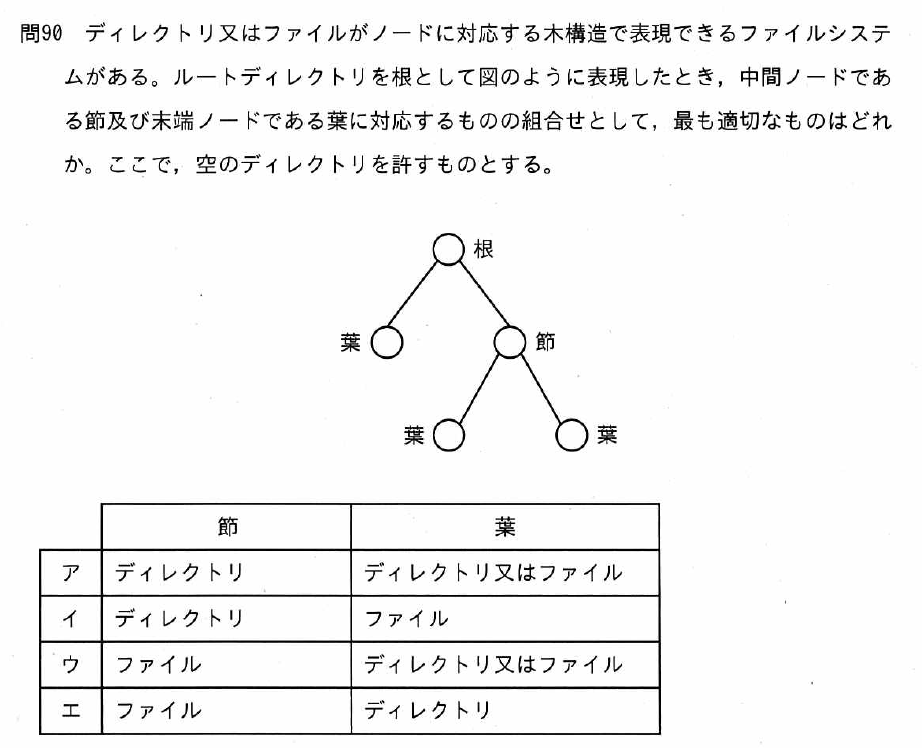 問90 ディレクトリ又はファイルがノードに対応する木構造で表現できるファイルシステ
ムがある。ルートディレクトリを根として図のように表現したとき，中間ノードであ
る節及び末端ノードである葉に対応するものの組合せとして，最も適切なものはどれ
か。ここで，空のディレクトリを許すものとする。
根
葉 節
葉 葉
節 葉
ア ディレクトリ ディレクトリ又はファイル
イ ディレクトリ ファイル
ウ ファイル ディレクトリ又はファイル
エ ファイル ディレクトリ